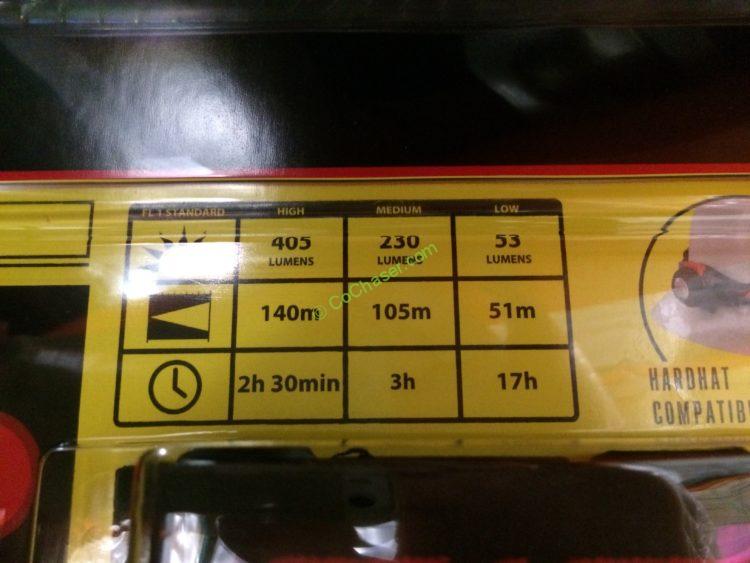 FL 1 STANDARD HIGH MEDIUM LOW
405 230 53
LUMENS LUMENS LUMENS
140m 105m 51m
2h 30min 3h 17h
© CoChaser.com
HARDHAT
COMPATIB